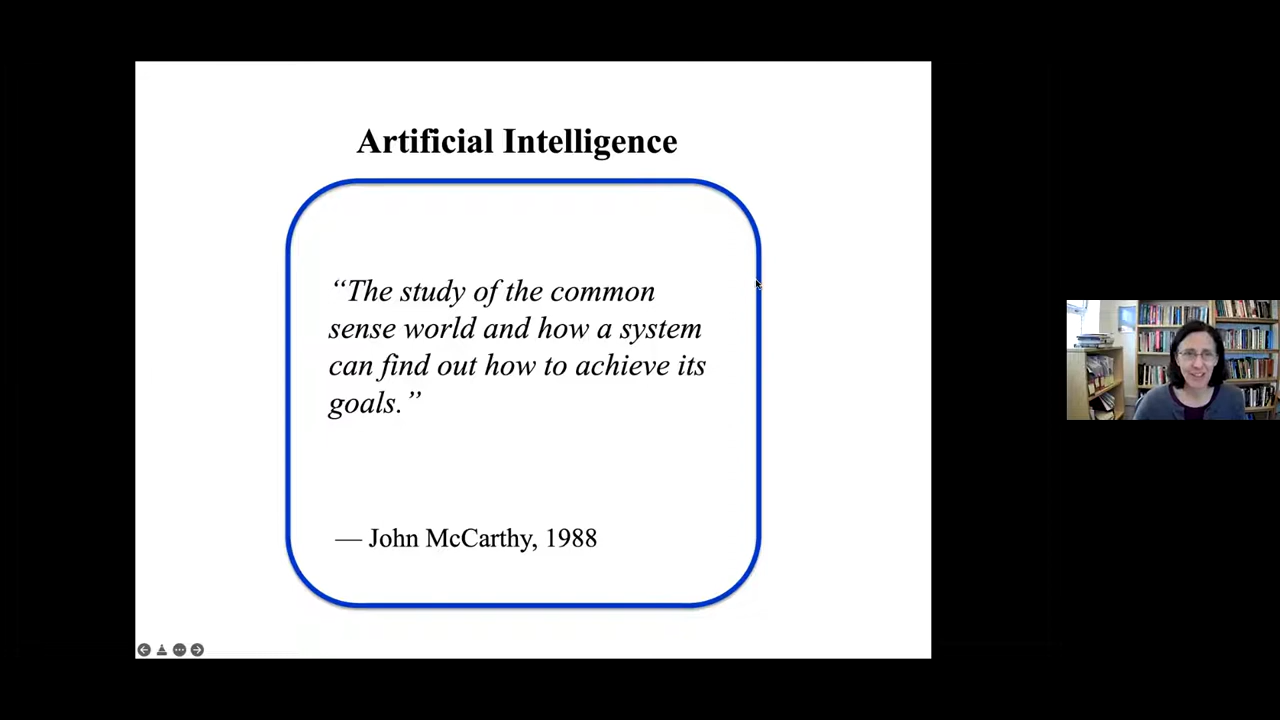 Artificial Intelligence
“The study of the common
sense world and how a system
can find out how to achieve its
goals.”
— John McCarthy, 1988